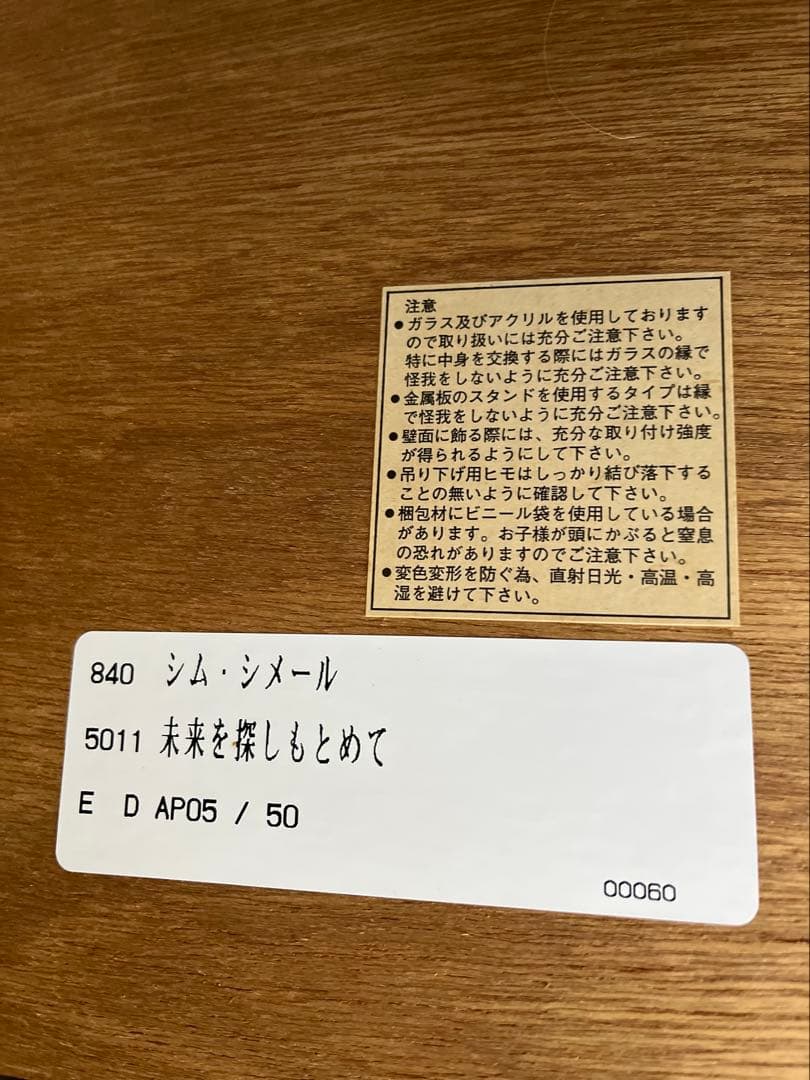 注意
●ガラス及びアクリルを使用しております
ので取り扱いには充分ご注意下さい。
特に中身を交換する際にはガラスの縁で
怪我をしないように充分ご注意下さい。
●金属板のスタンドを使用するタイプは縁
で怪我をしないように充分ご注意下さい。
●壁面に飾る際には、充分な取り付け強度
が得られるようにして下さい。
●吊り下げ用ヒモはしっかり結び落下する
ことの無いように確認して下さい。
●梱包材にビニール袋を使用している場合
があります。お子様が頭にかぶると窒息
の恐れがありますのでご注意下さい。
●変色変形を防ぐ為、直射日光・高温・高
湿を避けて下さい。
840 シム・シメール
5011 未来を探しもとめて
E D AP05 / 50
00060